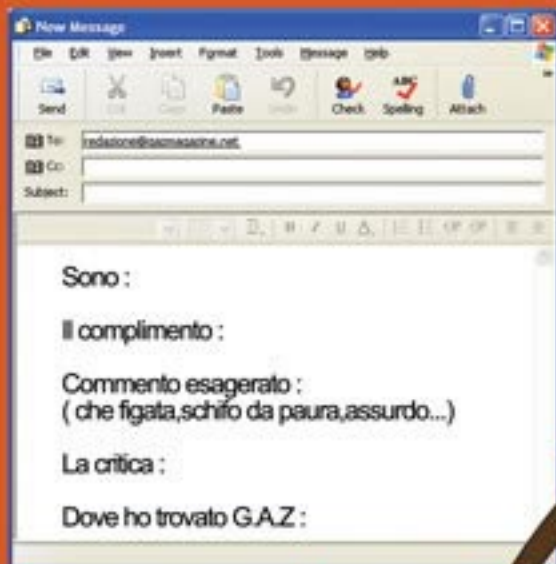 New Message
File Edit View Insert Format Tools Message Help
Send Cut Copy Paste Undo Check Spelling Attach
To: redazione@gazmagazine.net
Cc:
Subject:
Sono :
Il complimento :
Commento esagerato :
( che figata,schifo da paura,assurdo...)
La critica :
Dove ho trovato G.A.Z :